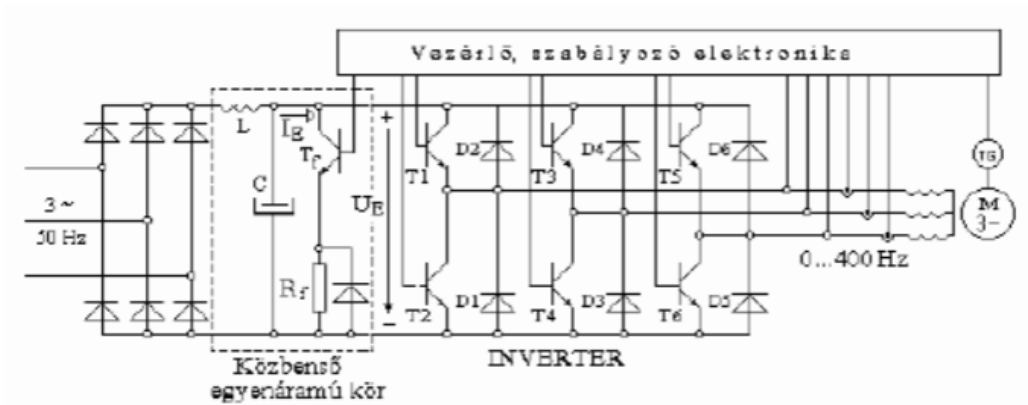 Vezérlő, szabályozó elektronika
L
I_E
T_f
+
C
U_E
R_f
−
3 ~
50 Hz
T1
D2
T3
D4
T5
D6
T2
D1
T4
D3
T6
D5
TG
M
3~
0...400 Hz
INVERTER
Közbenső
egyenáramú kör